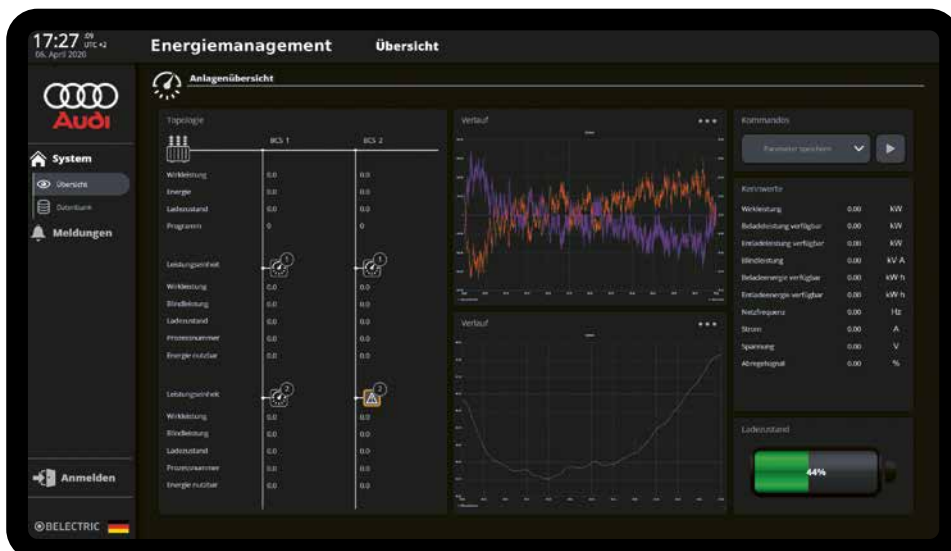 17:27 :09 UTC +2
06. April 2020
Energiemanagement
Übersicht
Audi
System
Übersicht
Datenbank
Meldungen
Anmelden
BELECTRIC
Anlagenübersicht
Topologie
BCS 1 BCS 2
Wirkleistung 0.0 0.0
Energie 0.0 0.0
Ladezustand 0.0 0.0
Programm 0 0
Leistungseinheit 1 1
Wirkleistung 0.0 0.0
Blindleistung 0.0 0.0
Ladezustand 0.0 0.0
Prozessnummer 0.0 0.0
Energie nutzbar 0.0 0.0
Leistungseinheit 2 2
Wirkleistung 0.0 0.0
Blindleistung 0.0 0.0
Ladezustand 0.0 0.0
Prozessnummer 0.0 0.0
Energie nutzbar 0.0 0.0
Verlauf
Verlauf
Kommandos
Parameter speichern
Kennwerte
Wirkleistung 0.00 kW
Beladeleistung verfügbar 0.00 kW
Entladeleistung verfügbar 0.00 kW
Blindleistung 0.00 kV A
Beladeenergie verfügbar 0.00 kW h
Entladeenergie verfügbar 0.00 kW h
Netzfrequenz 0.00 Hz
Strom 0.00 A
Spannung 0.00 V
Abregelsignal 0.00 %
Ladezustand
44%